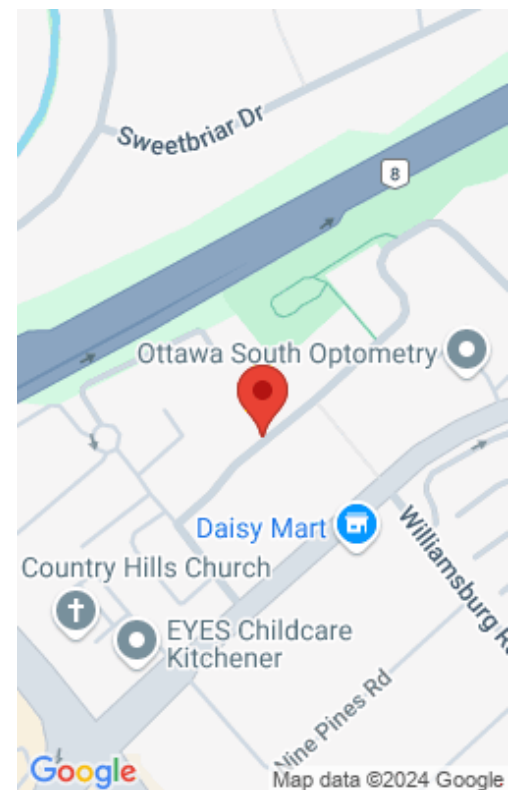 Sweetbriar Dr
8
Ottawa South Optometry
Daisy Mart
Williamsburg R
Country Hills Church
EYES Childcare
Kitchener
Nine Pines Rd
Google
Map data ©2024 Google